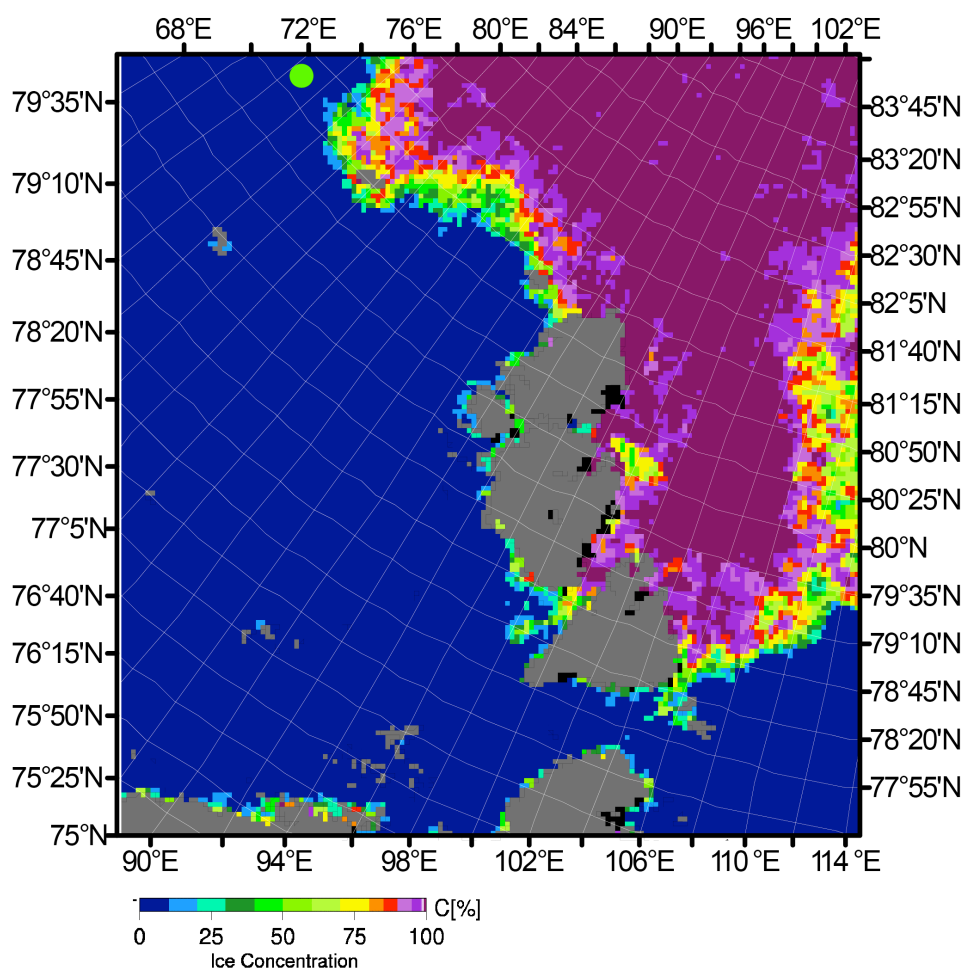 68°E 72°E 76°E 80°E 84°E 90°E 96°E 102°E
79°35'N 83°45'N
79°10'N 83°20'N
78°45'N 82°55'N
78°20'N 82°30'N
77°55'N 82°5'N
77°30'N 81°40'N
77°5'N 81°15'N
76°40'N 80°50'N
76°15'N 80°25'N
75°50'N 80°N
75°25'N 79°35'N
75°N 79°10'N
78°45'N
78°20'N
77°55'N
90°E 94°E 98°E 102°E 106°E 110°E 114°E
C[%]
0 25 50 75 100
Ice Concentration